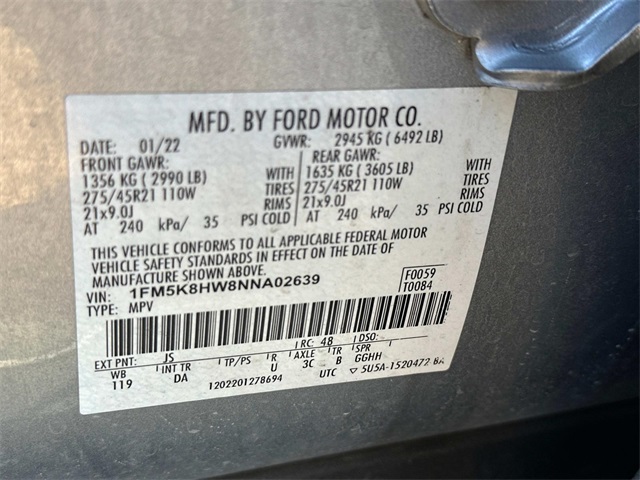 MFD. BY FORD MOTOR CO.
DATE: 01/22 GVWR: 2945 KG ( 6492 LB)
FRONT GAWR: REAR GAWR:
1356 KG ( 2990 LB) WITH 1635 KG ( 3605 LB) WITH
275/45R21 110W TIRES 275/45R21 110W TIRES
21x9.0J RIMS 21x9.0J RIMS
AT 240 kPa/ 35 PSI COLD AT 240 kPa/ 35 PSI COLD
THIS VEHICLE CONFORMS TO ALL APPLICABLE FEDERAL MOTOR
VEHICLE SAFETY STANDARDS IN EFFECT ON THE DATE OF
MANUFACTURE SHOWN ABOVE.
VIN: 1FM5K8HW8NNA02639 F0059
TYPE: MPV T0084
EXT PNT: JS RC: 48 DSO:
WB INT TR TP/PS R AXLE TR SPR
119 DA U 3C B GGHH
1202201278694 UTC ▽ 5U5A-1520472-